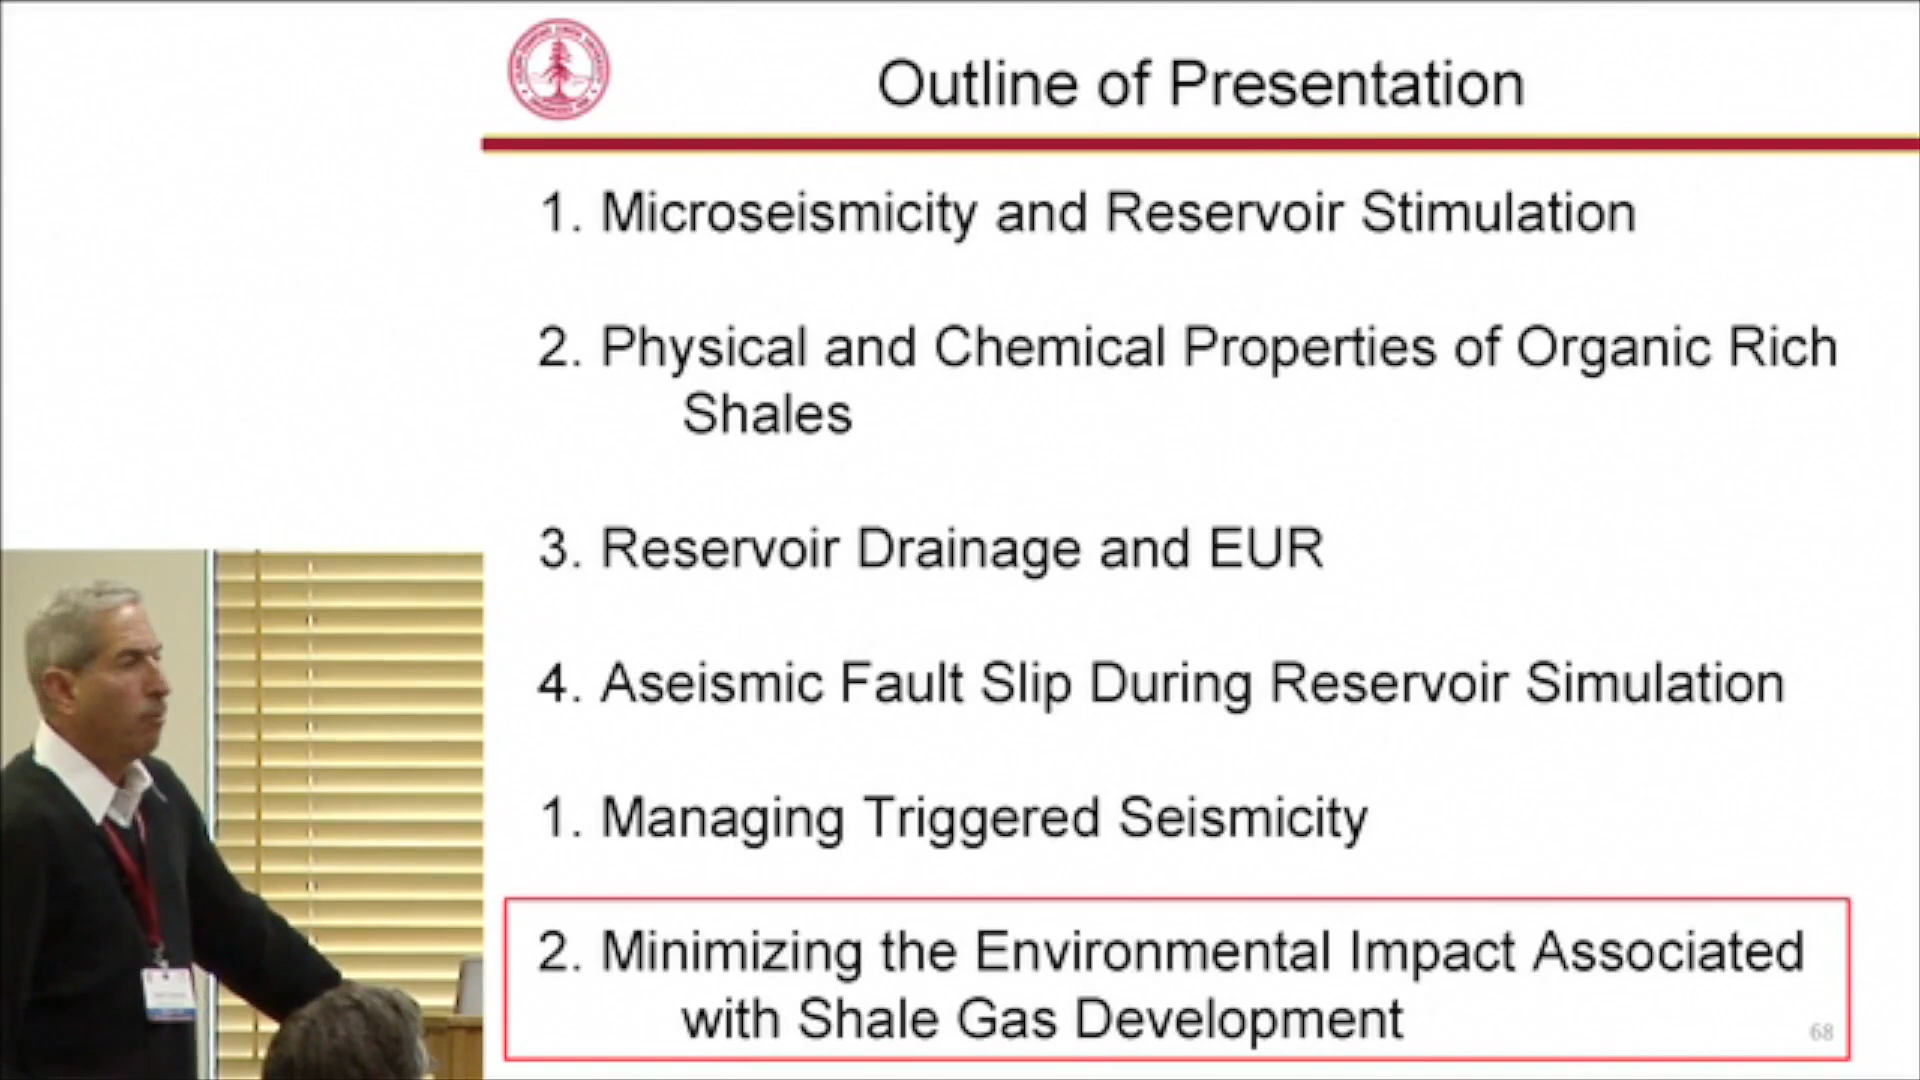 Outline of Presentation
1. Microseismicity and Reservoir Stimulation
2. Physical and Chemical Properties of Organic Rich
Shales
3. Reservoir Drainage and EUR
4. Aseismic Fault Slip During Reservoir Simulation
1. Managing Triggered Seismicity
2. Minimizing the Environmental Impact Associated
with Shale Gas Development
68